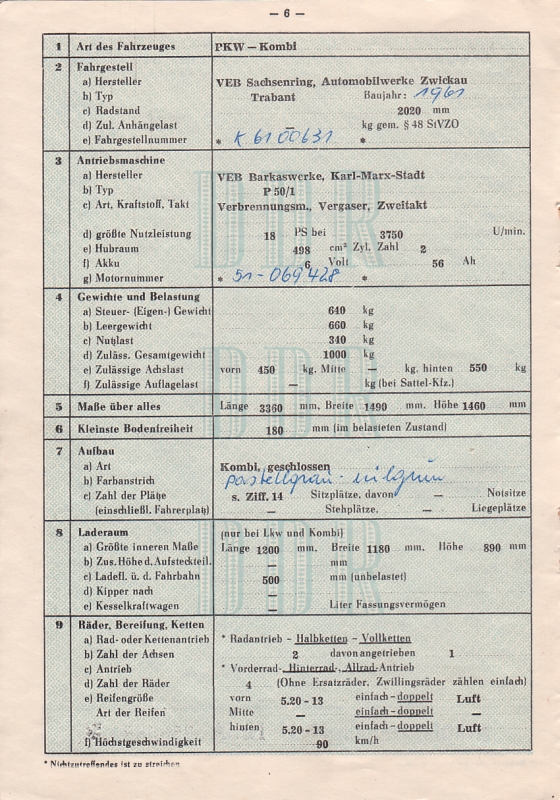 — 6 —
1 Art des Fahrzeuges PKW – Kombi
2 Fahrgestell
a) Hersteller VEB Sachsenring, Automobilwerke Zwickau
b) Typ Trabant Baujahr: 1961
c) Radstand 2020 mm
d) Zul. Anhängelast — kg gem. § 48 StVZO
e) Fahrgestellnummer * K 6100631 *
3 Antriebsmaschine
a) Hersteller VEB Barkaswerke, Karl-Marx-Stadt
b) Typ P 50/1
c) Art, Kraftstoff, Takt Verbrennungsm., Vergaser, Zweitakt
d) größte Nutzleistung 18 PS bei 3750 U/min.
e) Hubraum 498 cm³ Zyl. Zahl 2
f) Akku 6 Volt 56 Ah
g) Motornummer * 51-069428 *
4 Gewichte und Belastung
a) Steuer- (Eigen-) Gewicht 640 kg
b) Leergewicht 660 kg
c) Nutzlast 340 kg
d) Zuläss. Gesamtgewicht 1000 kg
e) Zulässige Achslast vorn 450 kg. Mitte — kg. hinten 550 kg
f) Zulässige Auflagelast — kg (bei Sattel-Kfz.)
5 Maße über alles Länge 3360 mm, Breite 1490 mm. Höhe 1460 mm
6 Kleinste Bodenfreiheit 180 mm (im belasteten Zustand)
7 Aufbau
a) Art Kombi, geschlossen
b) Farbanstrich pastellgrau - nilgrün
c) Zahl der Plätze s. Ziff. 14 Sitzplätze, davon — Notsitze
(einschließl. Fahrerplatz) — Stehplätze. — Liegeplätze
8 Laderaum (nur bei Lkw und Kombi)
a) Größte inneren Maße Länge 1200 mm. Breite 1180 mm. Höhe 890 mm
b) Zus. Höhe d. Aufsteckteil. — mm
c) Ladefl. ü. d. Fahrbahn 500 mm (unbelastet)
d) Kipper nach —
e) Kesselkraftwagen — Liter Fassungsvermögen
9 Räder, Bereifung, Ketten
a) Rad- oder Kettenantrieb * Radantrieb – Halbketten – Vollketten
b) Zahl der Achsen 2 davon angetrieben 1
c) Antrieb * Vorderrad-, Hinterrad-, Allrad-Antrieb
d) Zahl der Räder 4 (Ohne Ersatzräder. Zwillingsräder zählen einfach)
e) Reifengröße vorn 5.20 - 13 einfach – doppelt Luft
Art der Reifen Mitte — einfach – doppelt —
hinten 5.20 - 13 einfach – doppelt Luft
f) Höchstgeschwindigkeit 90 km/h
* Nichtzutreffendes ist zu streichen
DDR
DDR
DDR